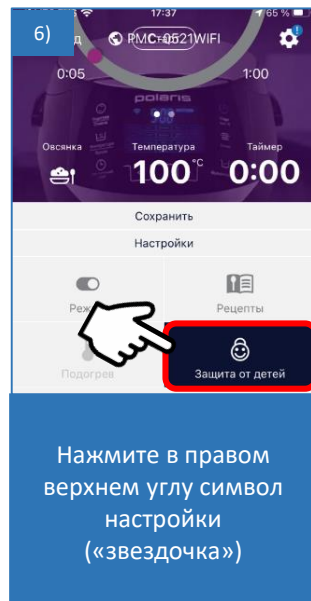 17:37
65 %
6)
PMC-0521WIFI
0:05
1:00
polaris
Овсянка
Температура
Таймер
100°C
0:00
Сохранить
Настройки
Рецепты
Подогрев
Защита от детей
Нажмите в правом
верхнем углу символ
настройки
(«звездочка»)